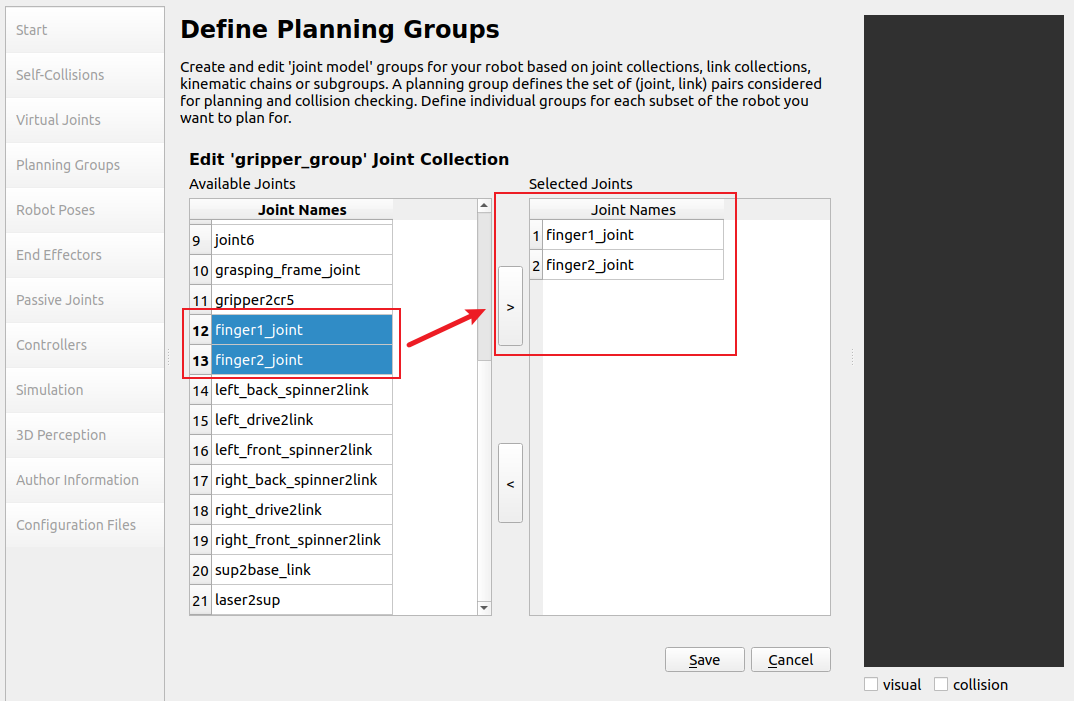 Start
Self-Collisions
Virtual Joints
Planning Groups
Robot Poses
End Effectors
Passive Joints
Controllers
Simulation
3D Perception
Author Information
Configuration Files
Define Planning Groups
Create and edit 'joint model' groups for your robot based on joint collections, link collections,
kinematic chains or subgroups. A planning group defines the set of (joint, link) pairs considered
for planning and collision checking. Define individual groups for each subset of the robot you
want to plan for.
Edit 'gripper_group' Joint Collection
Available Joints
Joint Names
9 joint6
10 grasping_frame_joint
11 gripper2cr5
12 finger1_joint
13 finger2_joint
14 left_back_spinner2link
15 left_drive2link
16 left_front_spinner2link
17 right_back_spinner2link
18 right_drive2link
19 right_front_spinner2link
20 sup2base_link
21 laser2sup
>
<
Selected Joints
Joint Names
1 finger1_joint
2 finger2_joint
Save Cancel
visual collision